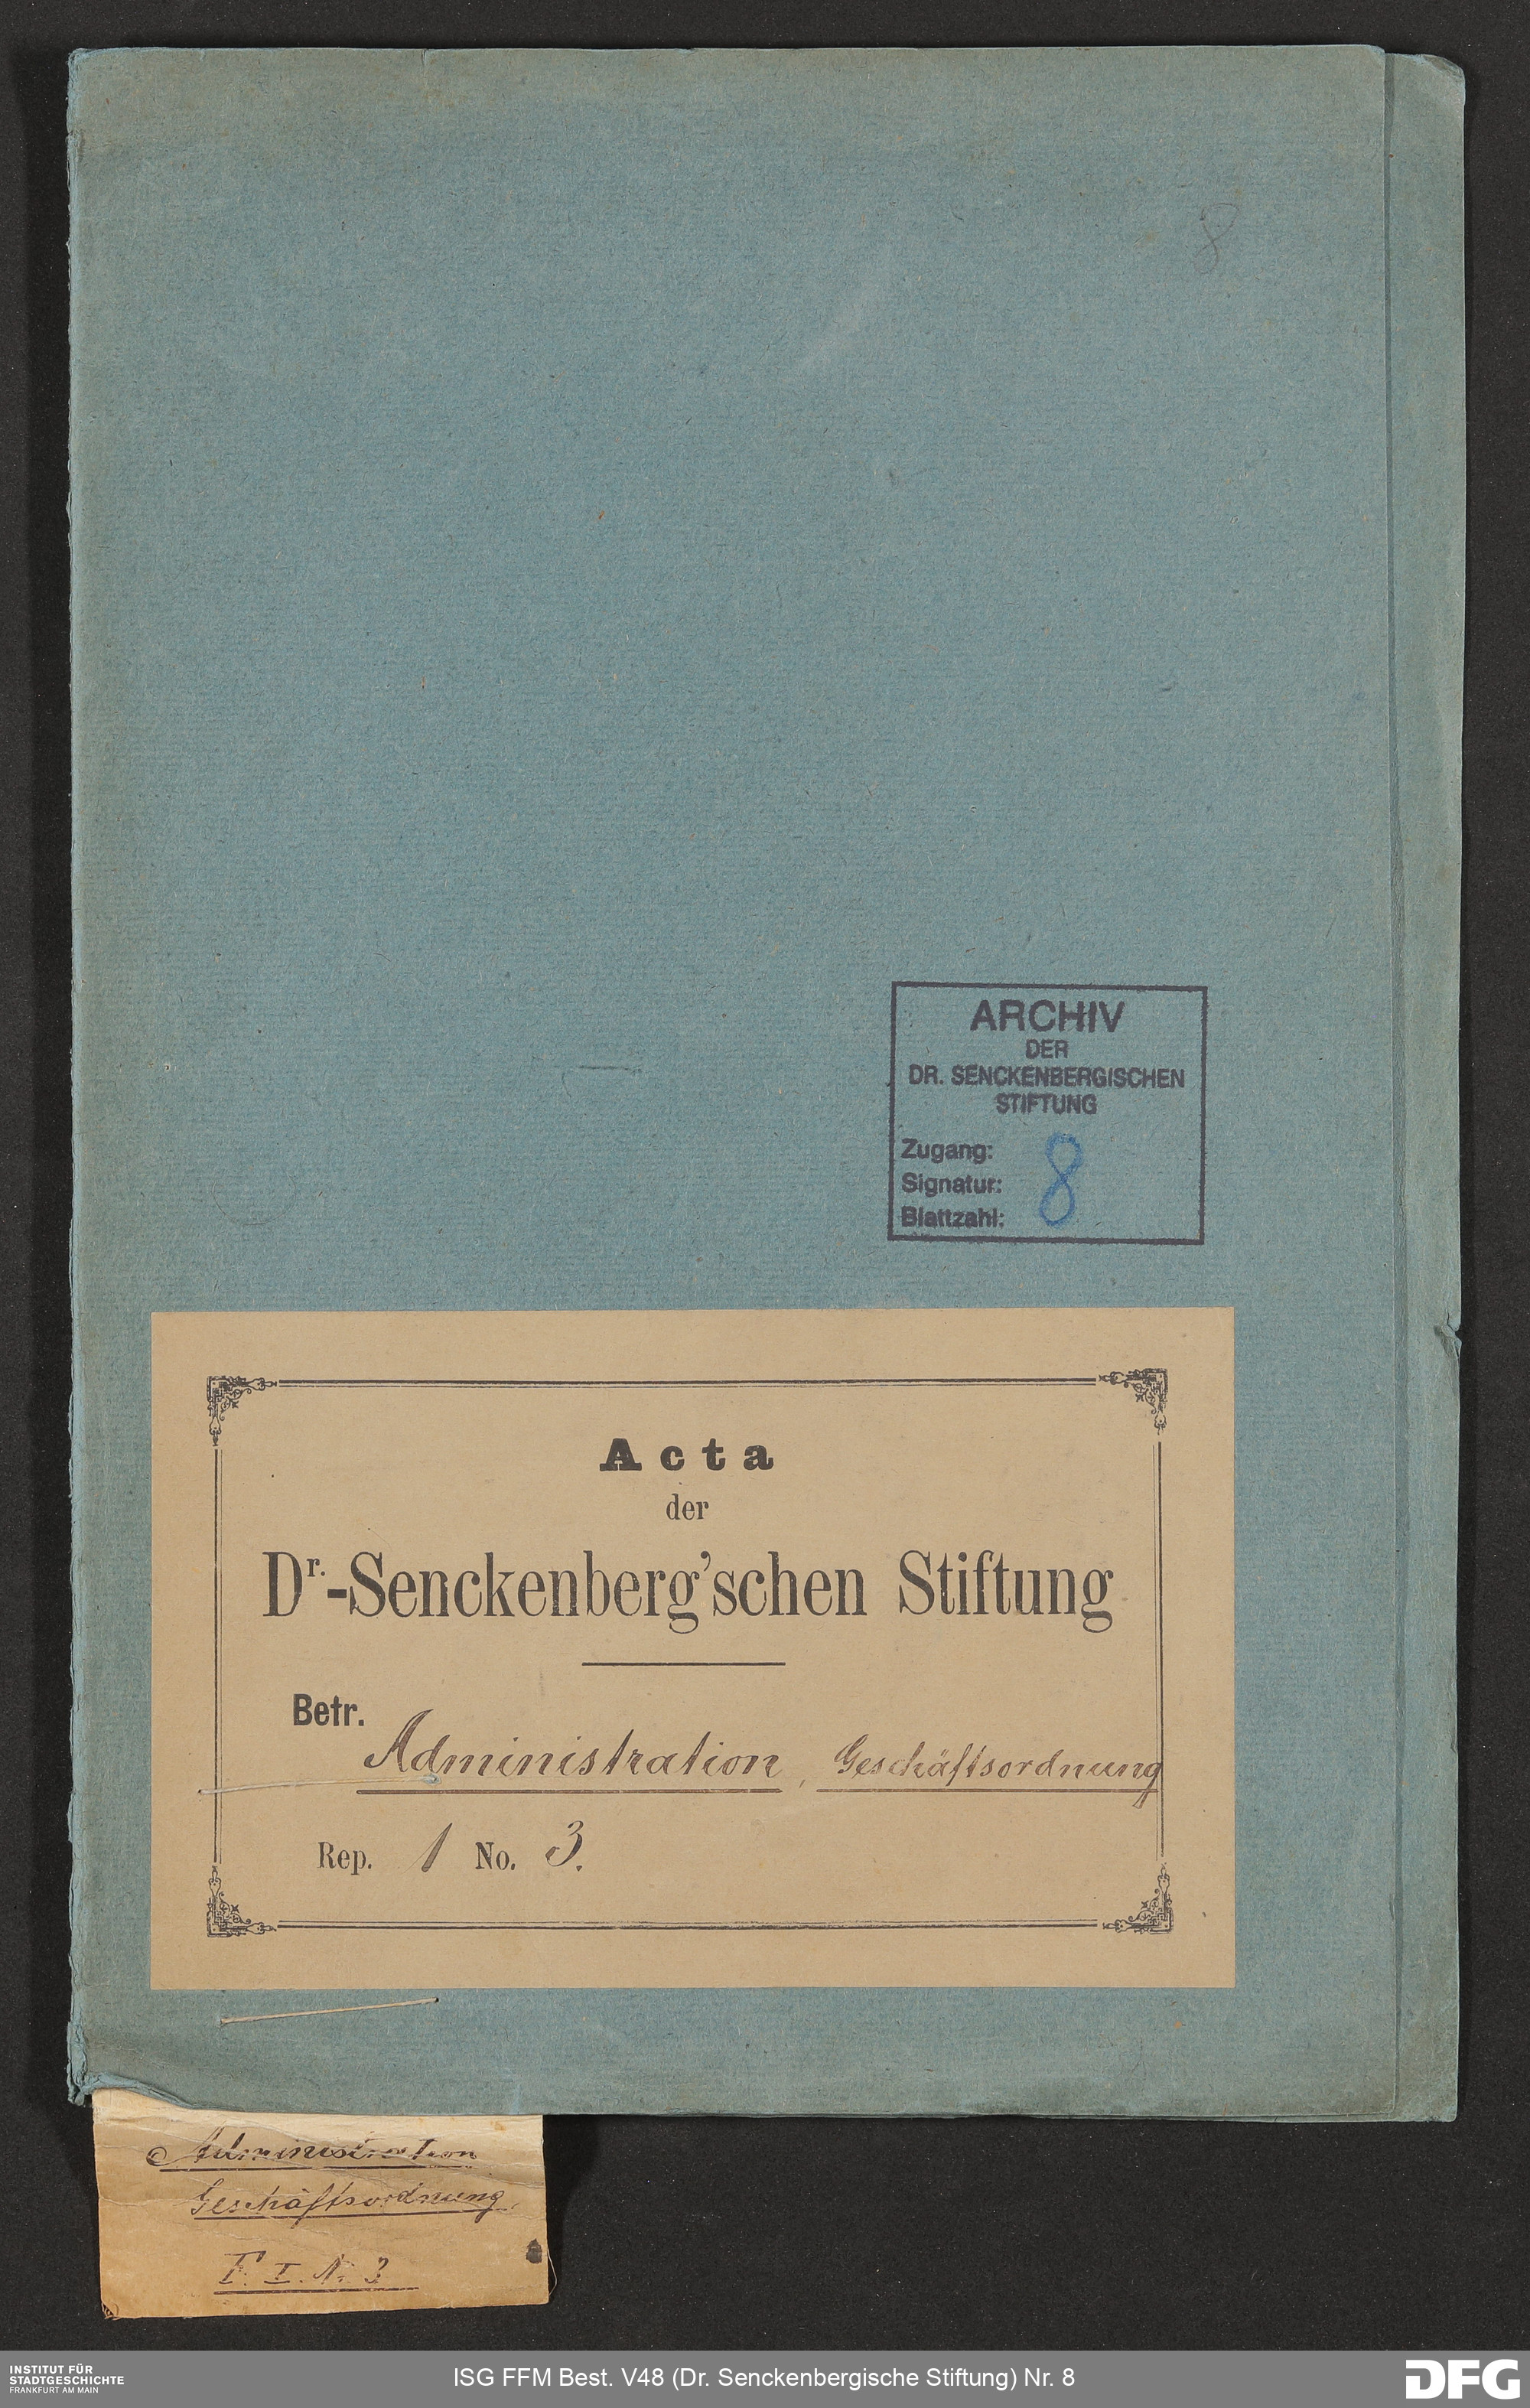 8
ARCHIV
DER
DR. SENCKENBERGISCHEN
STIFTUNG
Zugang:
Signatur: 8
Blattzahl:
Acta
der
Dr.-Senckenberg'schen Stiftung
Betr.
Administration, Geschäftsordnung
Rep. 1 No. 3.
Administration
Geschäftsordnung,
F. I. N. 3
INSTITUT FÜR
STADTGESCHICHTE
FRANKFURT AM MAIN
ISG FFM Best. V48 (Dr. Senckenbergische Stiftung) Nr. 8
DFG